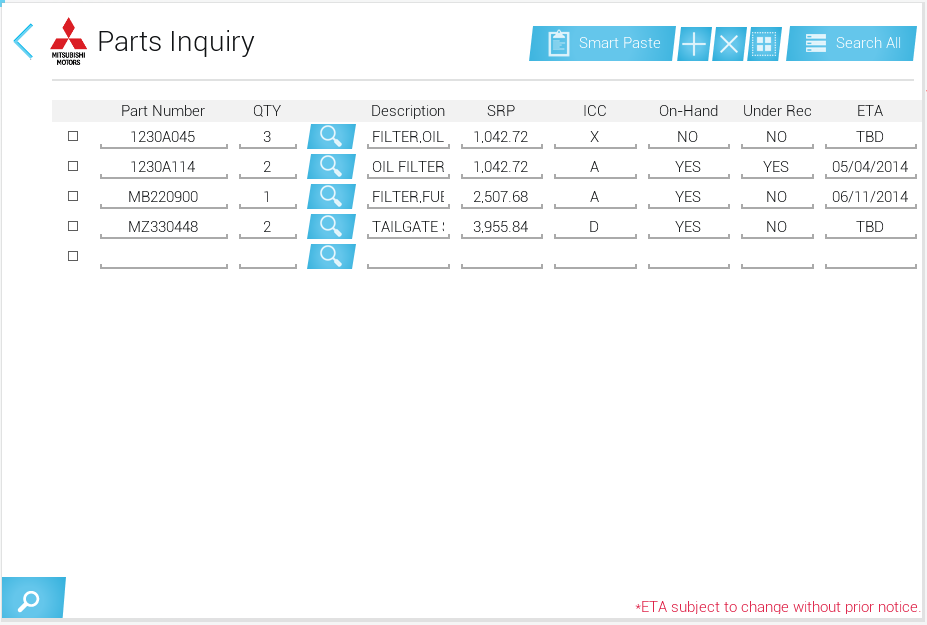 Parts Inquiry
MITSUBISHI
MOTORS
Smart Paste
Search All
Part Number QTY Description SRP ICC On-Hand Under Rec ETA
1230A045 3 FILTER,OIL 1,042.72 X NO NO TBD
1230A114 2 OIL FILTER 1,042.72 A YES YES 05/04/2014
MB220900 1 FILTER,FUE 2,507.68 A YES NO 06/11/2014
MZ330448 2 TAILGATE 3,955.84 D YES NO TBD
*ETA subject to change without prior notice.